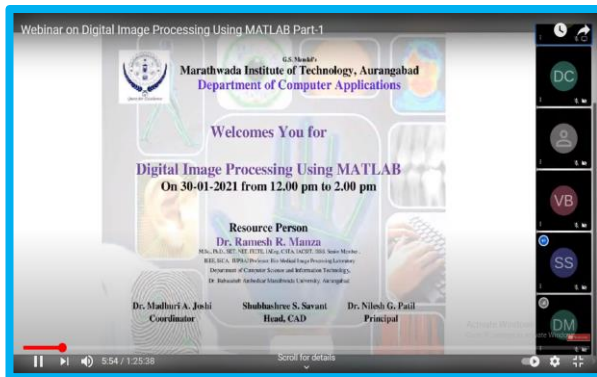 Webinar on Digital Image Processing Using MATLAB Part-1
G.S. Mandal's
Marathwada Institute of Technology, Aurangabad
Department of Computer Applications
Welcomes You for
Digital Image Processing Using MATLAB
On 30-01-2021 from 12.00 pm to 2.00 pm
Resource Person
Dr. Ramesh R. Manza
Department of Computer Science and Information Technology,
Dr. Babasaheb Ambedkar Marathwada University, Aurangabad
Dr. Madhuri A. Joshi Shubhashree S. Savant Dr. Nilesh G. Patil
Coordinator Head, CAD Principal
DC
VB
SS
DM
Activate Windows
5:54 / 1:25:38
Scroll for details